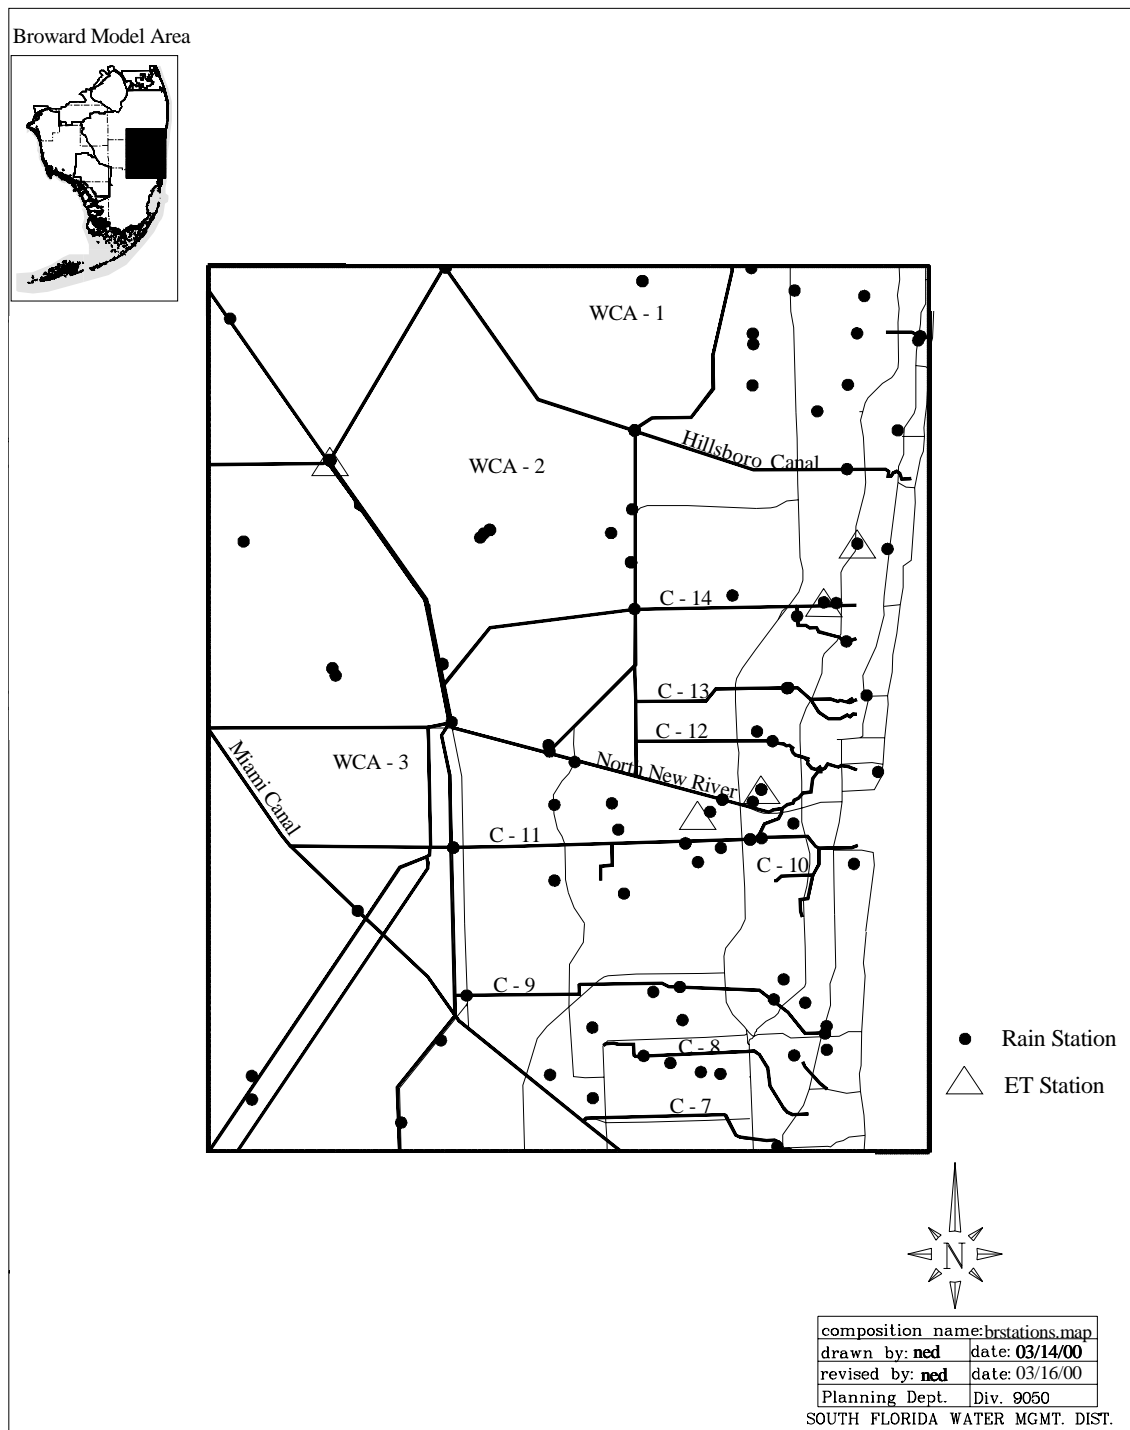 Broward Model Area
WCA - 1
Hillsboro Canal
WCA - 2
C - 14
C - 13
C - 12
WCA - 3
North New River
Miami Canal
C - 11
C - 10
C - 9
C - 8
C - 7
Rain Station
ET Station
N
composition name: brstations.map
drawn by: ned date: 03/14/00
revised by: ned date: 03/16/00
Planning Dept. Div. 9050
SOUTH FLORIDA WATER MGMT. DIST.